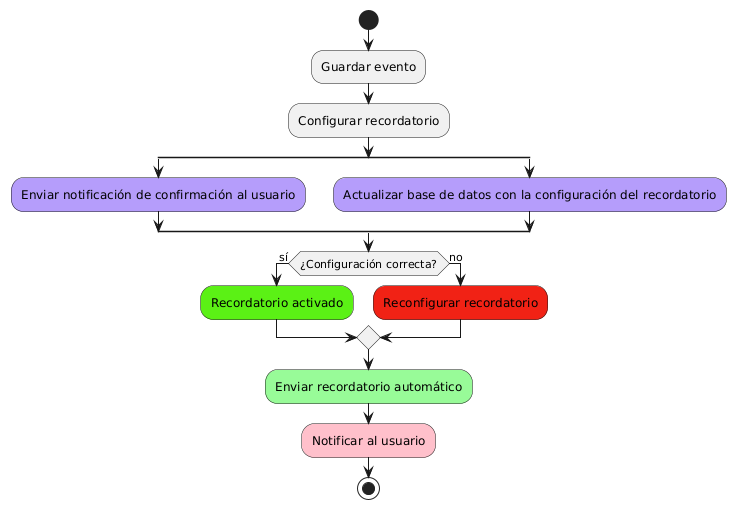 Guardar evento
Configurar recordatorio
Enviar notificación de confirmación al usuario
Actualizar base de datos con la configuración del recordatorio
sí
¿Configuración correcta?
no
Recordatorio activado
Reconfigurar recordatorio
Enviar recordatorio automático
Notificar al usuario